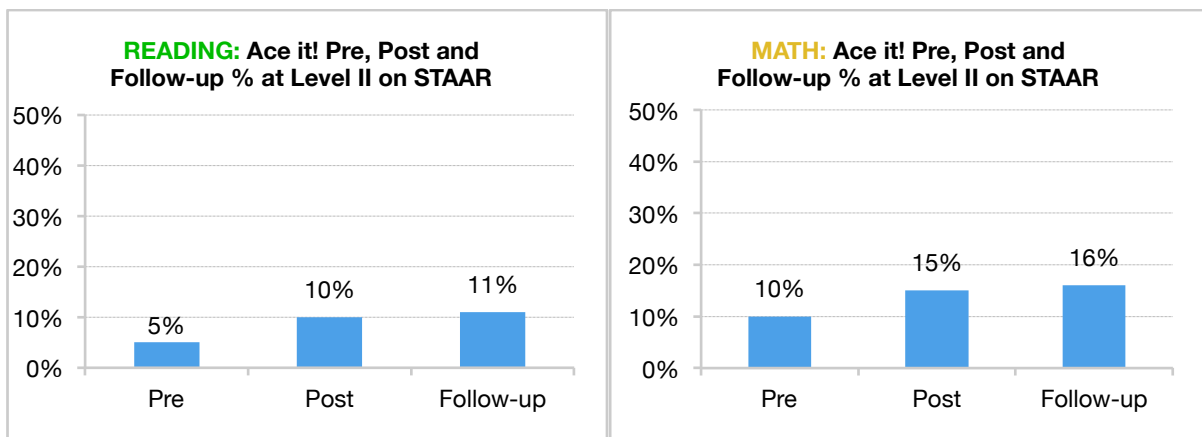 READING: Ace it! Pre, Post and
Follow-up % at Level II on STAAR
50%
40%
30%
20%
10%
0%
5%
10%
11%
Pre
Post
Follow-up
MATH: Ace it! Pre, Post and
Follow-up % at Level II on STAAR
50%
40%
30%
20%
10%
0%
10%
15%
16%
Pre
Post
Follow-up